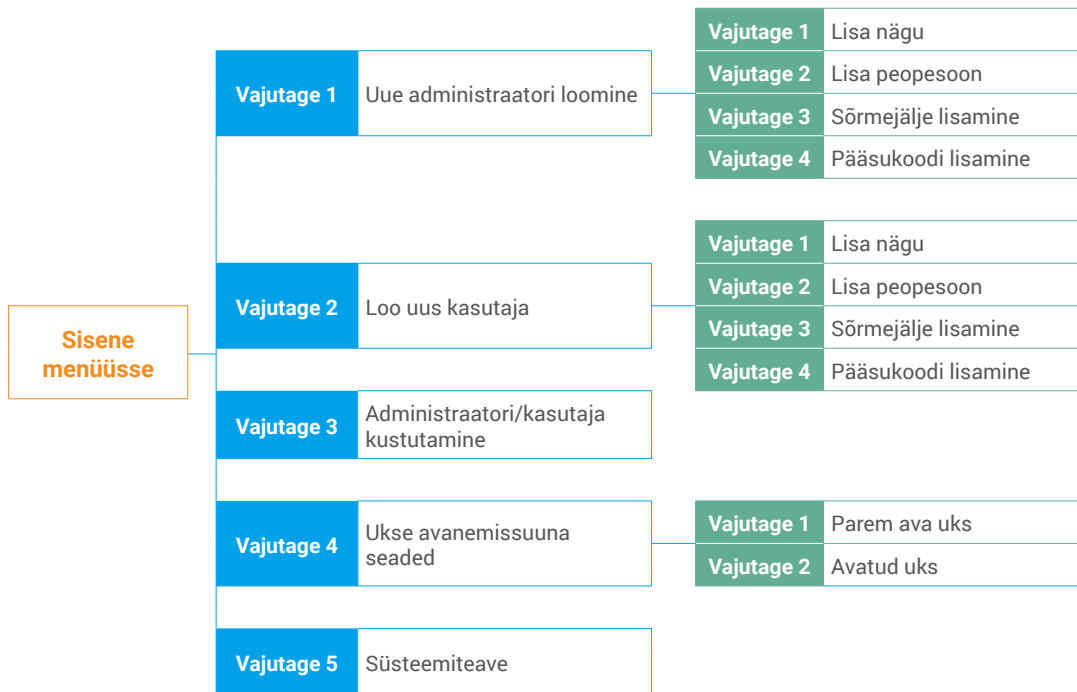 Sisene
menüüsse
Vajutage 1
Uue administraatori loomine
Vajutage 1
Lisa nägu
Vajutage 2
Lisa peopesoon
Vajutage 3
Sõrmejälje lisamine
Vajutage 4
Pääsukoodi lisamine
Vajutage 2
Loo uus kasutaja
Vajutage 1
Lisa nägu
Vajutage 2
Lisa peopesoon
Vajutage 3
Sõrmejälje lisamine
Vajutage 4
Pääsukoodi lisamine
Vajutage 3
Administraatori/kasutaja
kustutamine
Vajutage 4
Ukse avanemissuuna
seaded
Vajutage 1
Parem ava uks
Vajutage 2
Avatud uks
Vajutage 5
Süsteemiteave